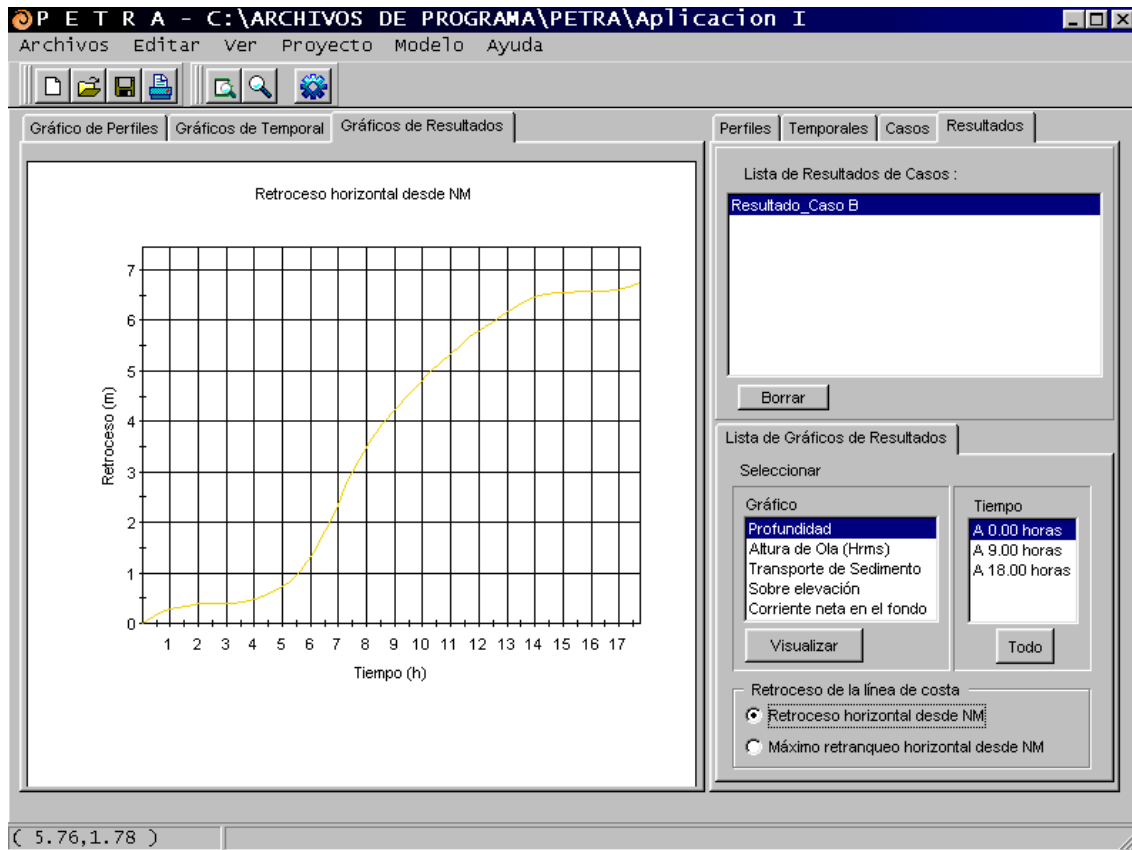 P E T R A - C:\ARCHIVOS DE PROGRAMA\PETRA\Aplicacion I
Archivos Editar Ver Proyecto Modelo Ayuda
Gráfico de Perfiles Gráficos de Temporal Gráficos de Resultados
Retroceso horizontal desde NM
7
6
5
4
3
2
1
0
Retroceso (m)
1 2 3 4 5 6 7 8 9 10 11 12 13 14 15 16 17
Tiempo (h)
Perfiles Temporales Casos Resultados
Lista de Resultados de Casos :
Resultado_Caso B
Borrar
Lista de Gráficos de Resultados
Seleccionar
Gráfico
Profundidad
Altura de Ola (Hrms)
Transporte de Sedimento
Sobre elevación
Corriente neta en el fondo
Visualizar
Tiempo
A 0.00 horas
A 9.00 horas
A 18.00 horas
Todo
Retroceso de la línea de costa
Retroceso horizontal desde NM
Máximo retranqueo horizontal desde NM
( 5.76,1.78 )